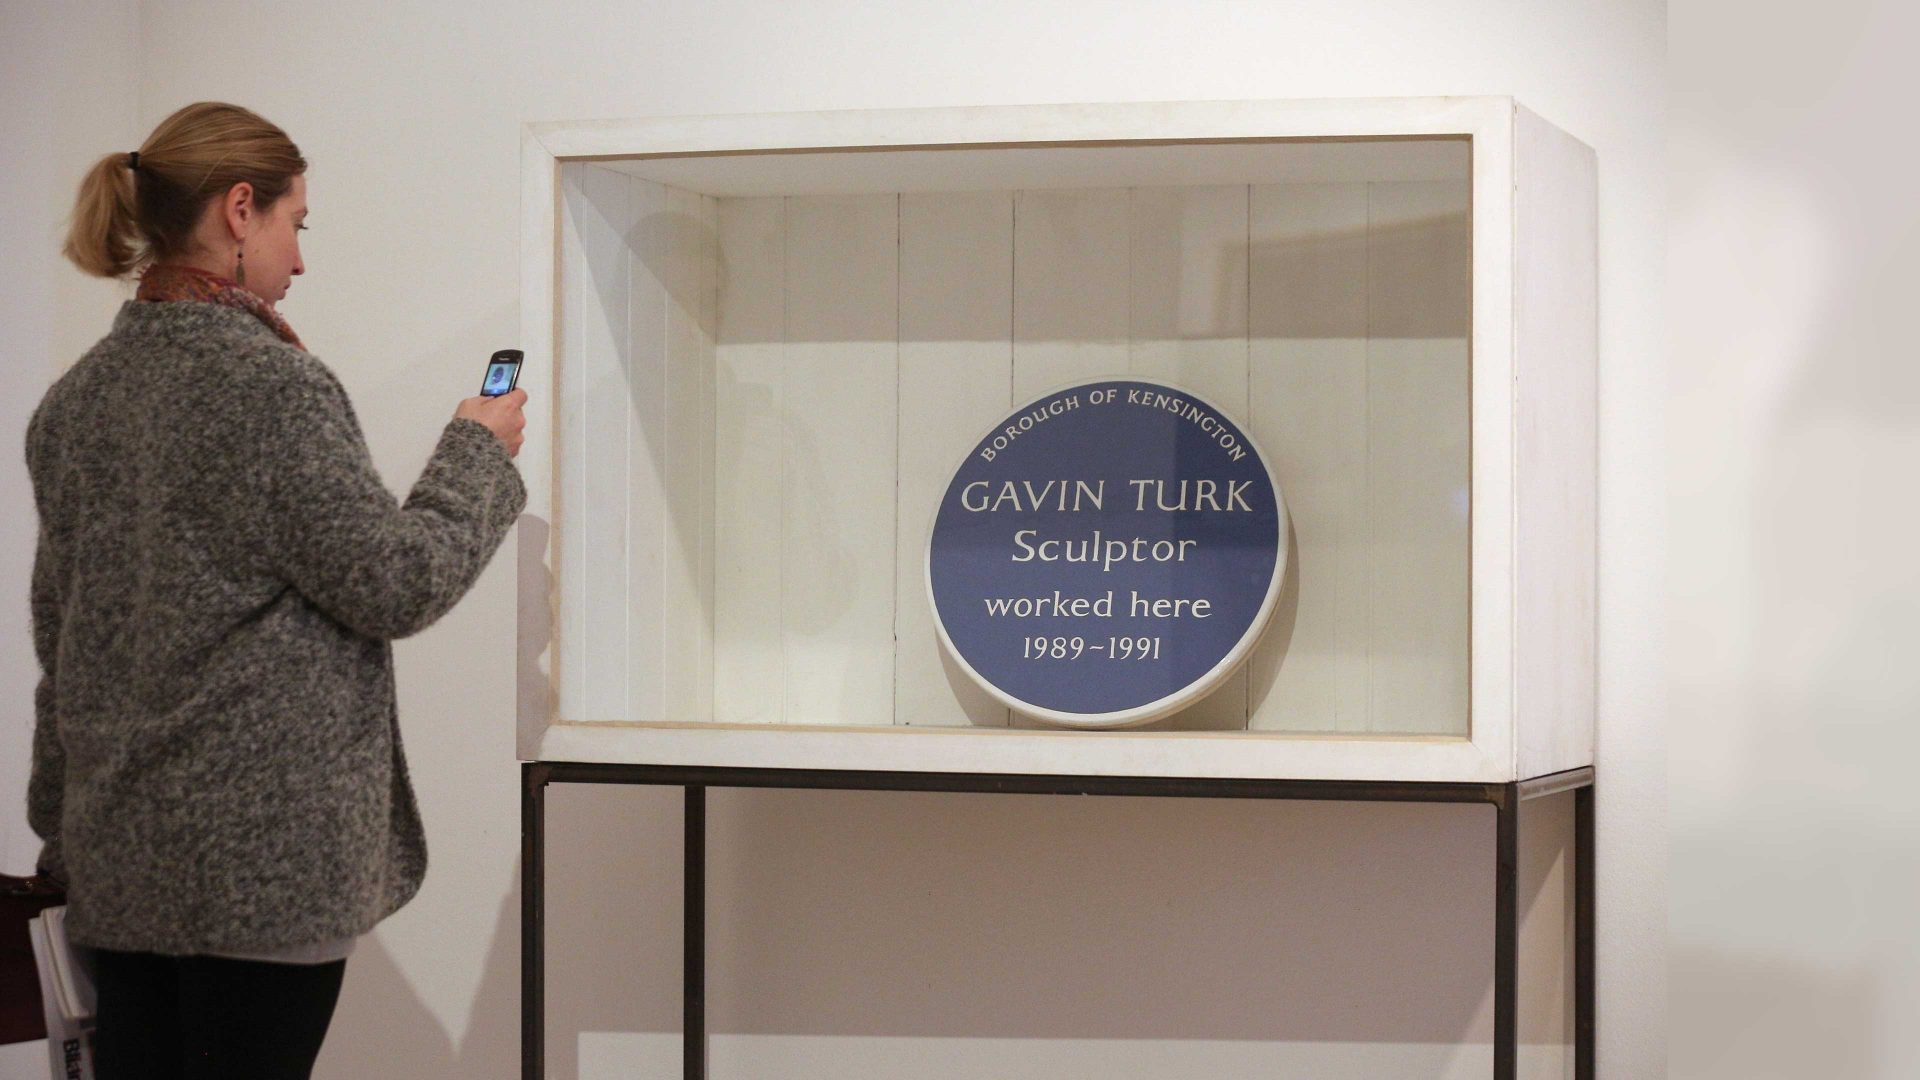 BOROUGH OF KENSINGTON
GAVIN TURK
Sculptor
worked here
1989~1991